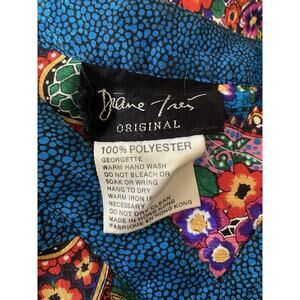 Diane Freis
ORIGINAL
100% POLYESTER
GEORGETTE
WARM HAND WASH
DO NOT BLEACH OR
SOAK OR WRING
HANG TO DRY
WARM IRON IF
NECESSARY
DO NOT DRY CLEAN
MADE IN HONG KONG
FABRIQUE EN HONG KONG